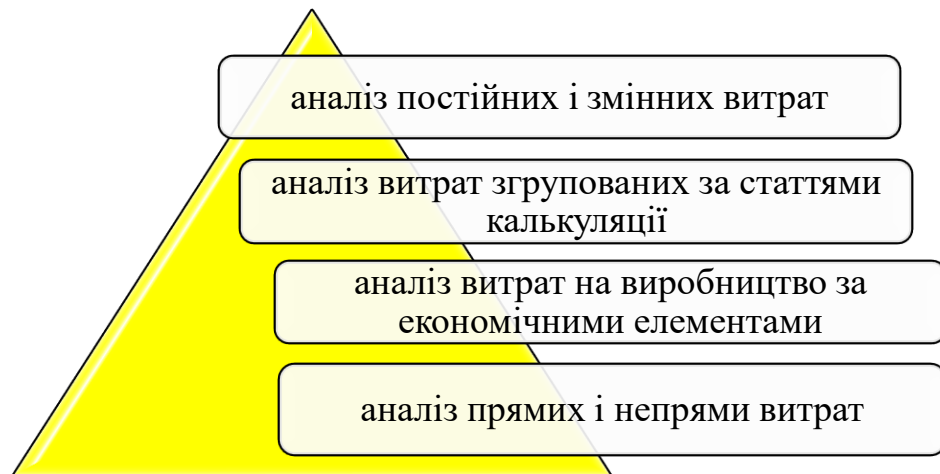 аналіз постійних і змінних витрат
аналіз витрат згрупованих за статтями
калькуляції
аналіз витрат на виробництво за
економічними елементами
аналіз прямих і непрями витрат